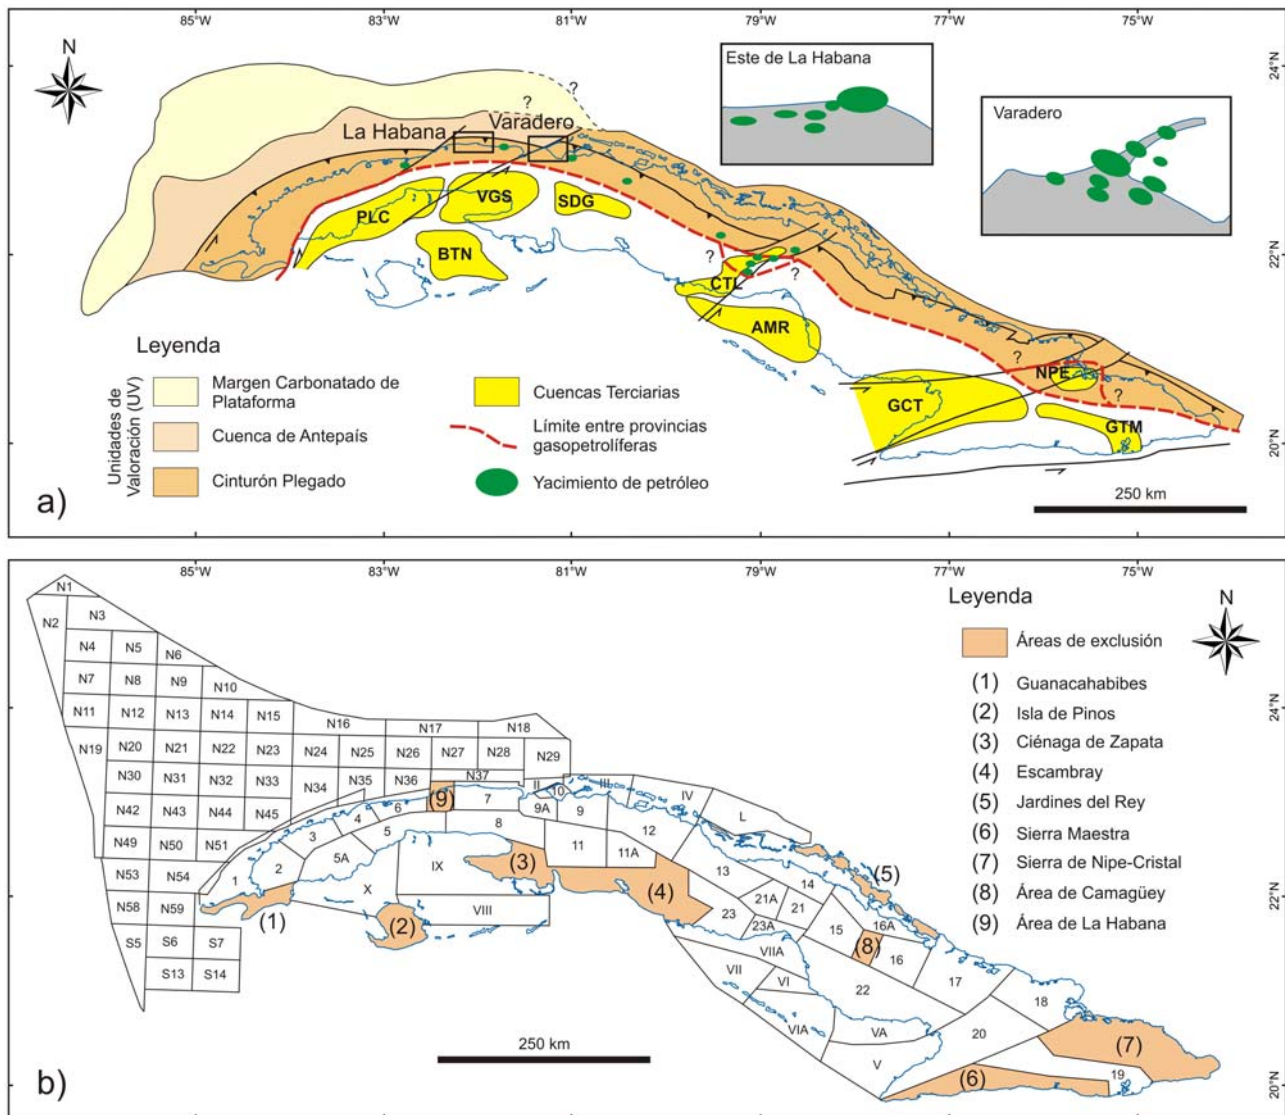 85°W
83°W
81°W
79°W
77°W
75°W
N
24°N
22°N
20°N
Este de La Habana
Varadero
La Habana
Varadero
?
?
PLC
VGS
SDG
BTN
?
CTL
?
AMR
?
NPE
?
GCT
GTM
Leyenda
Unidades de
Valoración (UV)
Margen Carbonatado de
Plataforma
Cuenca de Antepaís
Cinturón Plegado
Cuencas Terciarias
Límite entre provincias
gasopetrolíferas
Yacimiento de petróleo
250 km
a)
85°W
83°W
81°W
79°W
77°W
75°W
N
24°N
22°N
20°N
Leyenda
Áreas de exclusión
(1) Guanacahabibes
(2) Isla de Pinos
(3) Ciénaga de Zapata
(4) Escambray
(5) Jardines del Rey
(6) Sierra Maestra
(7) Sierra de Nipe-Cristal
(8) Área de Camagüey
(9) Área de La Habana
N1
N2 N3
N4 N5 N6
N7 N8 N9 N10
N11 N12 N13 N14 N15 N16 N17 N18
N19 N20 N21 N22 N23 N24 N25 N26 N27 N28 N29
N30 N31 N32 N33 N34 N35 N36 N37
N42 N43 N44 N45
N49 N50 N51
N53 N54
N58 N59
S5 S6 S7
S13 S14
II 10 III IV L
1 2 3 4 5 5A 6 (9) 7 8 9A 9
11 11A 12 13 14
IX X VIII
(1) (2) (3) (4) (5)
21A 21 23 23A 15 16A 16 (8) 17 18
VIIA VII VI VIA 22 VA V 20
(6) 19 (7)
250 km
b)